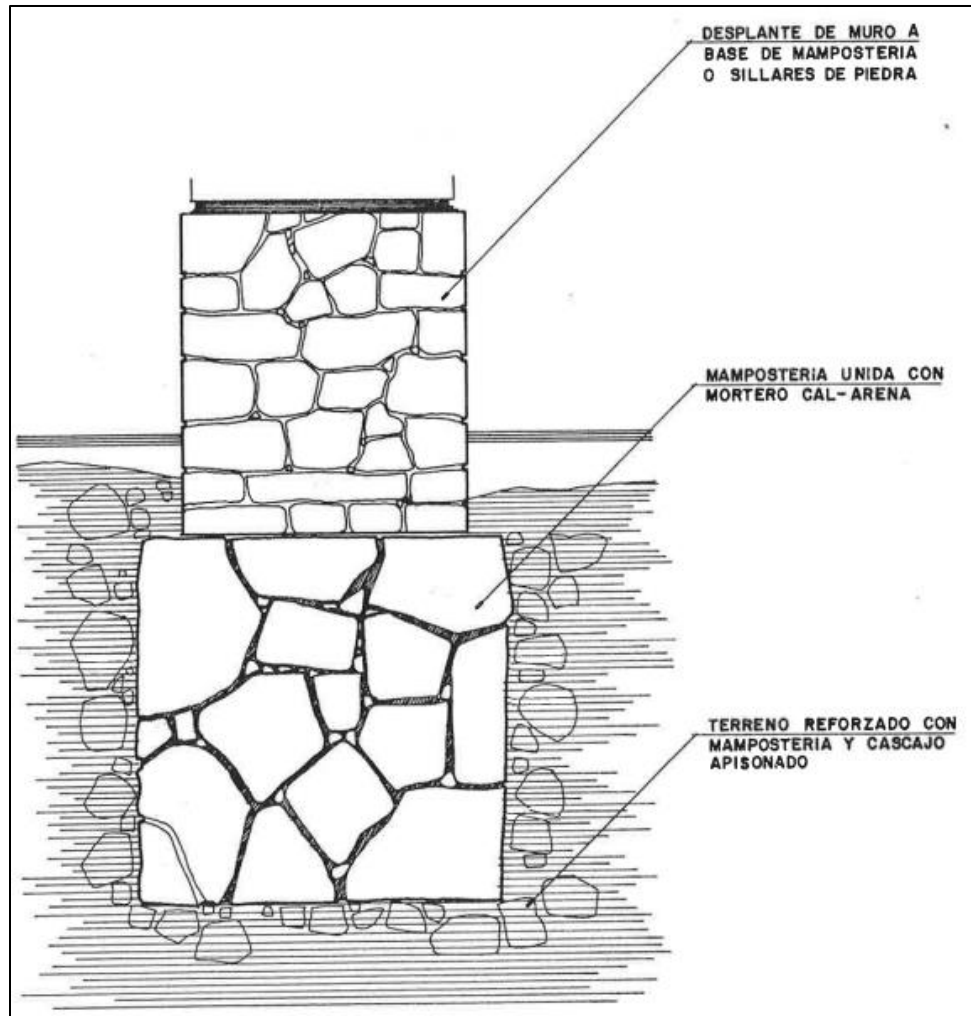 DESPLANTE DE MURO A
BASE DE MAMPOSTERIA
O SILLARES DE PIEDRA
MAMPOSTERIA UNIDA CON
MORTERO CAL-ARENA
TERRENO REFORZADO CON
MAMPOSTERIA Y CASCAJO
APISONADO